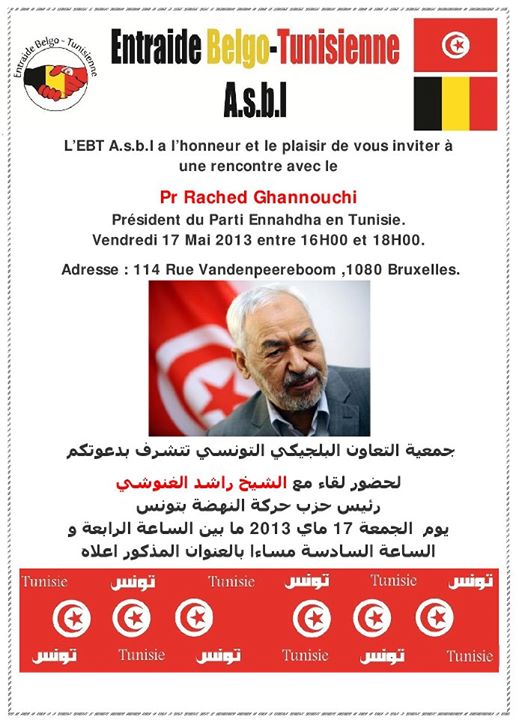 Entraide Belgo - Tunisienne
Entraide Belgo-Tunisienne
A.s.b.l
L'EBT A.s.b.l a l'honneur et le plaisir de vous inviter à
une rencontre avec le
Pr Rached Ghannouchi
Président du Parti Ennahdha en Tunisie.
Vendredi 17 Mai 2013 entre 16H00 et 18H00.
Adresse : 114 Rue Vandenpeereboom ,1080 Bruxelles.
جمعية التعاون البلجيكي التونسي تتشرف بدعوتكم
لحضور لقاء مع الشيخ راشد الغنوشي
رئيس حزب حركة النهضة بتونس
يوم الجمعة 17 ماي 2013 ما بين الساعة الرابعة و
الساعة السادسة مساءا بالعنوان المذكور اعلاه
Tunisie تونس Tunisie تونس Tunisie تونس
تونس Tunisie تونس Tunisie تونس Tunisie